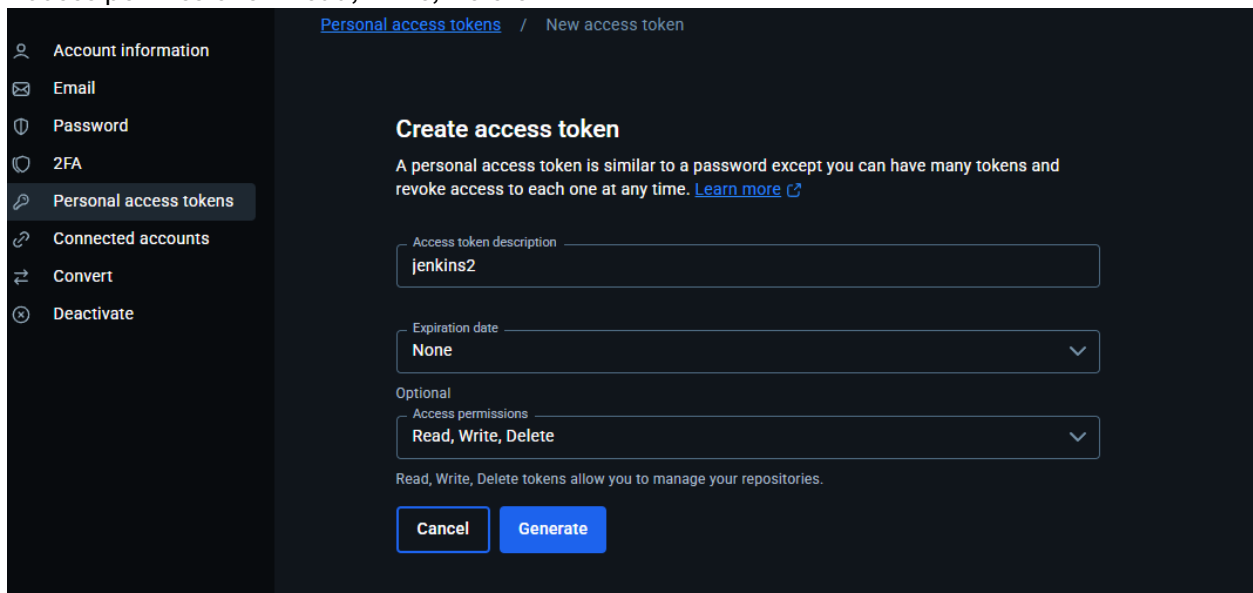 Personal access tokens / New access token
Account information
Email
Password
2FA
Personal access tokens
Connected accounts
Convert
Deactivate
Create access token
A personal access token is similar to a password except you can have many tokens and
revoke access to each one at any time. Learn more
Access token description
jenkins2
Expiration date
None
Optional
Access permissions
Read, Write, Delete
Read, Write, Delete tokens allow you to manage your repositories.
Cancel Generate